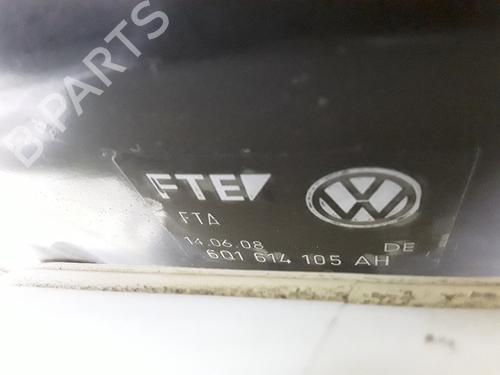 B-PARTS
FTE
FTA
14.06.08 DE
6Q1 614 105 AH